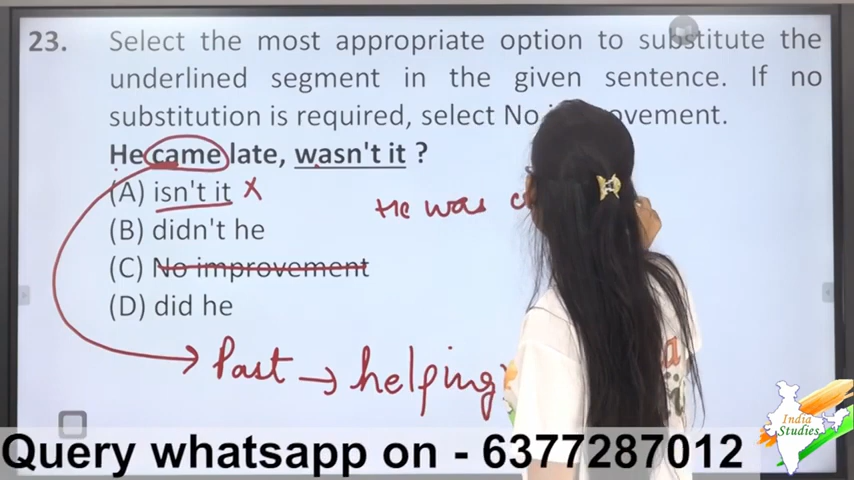 23. Select the most appropriate option to substitute the
underlined segment in the given sentence. If no
substitution is required, select No
He came late, wasn't it ?
(A) isn't it X
He was
(B) didn't he
(C) No improvement
(D) did he
Past → helping
India
Studies
Query whatsapp on - 6377287012